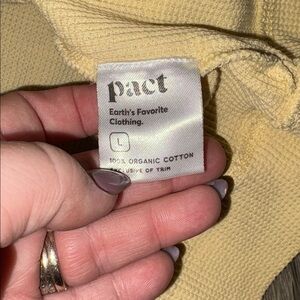 pact
Earth's Favorite
Clothing.
L
100% ORGANIC COTTON
EXCLUSIVE OF TRIM